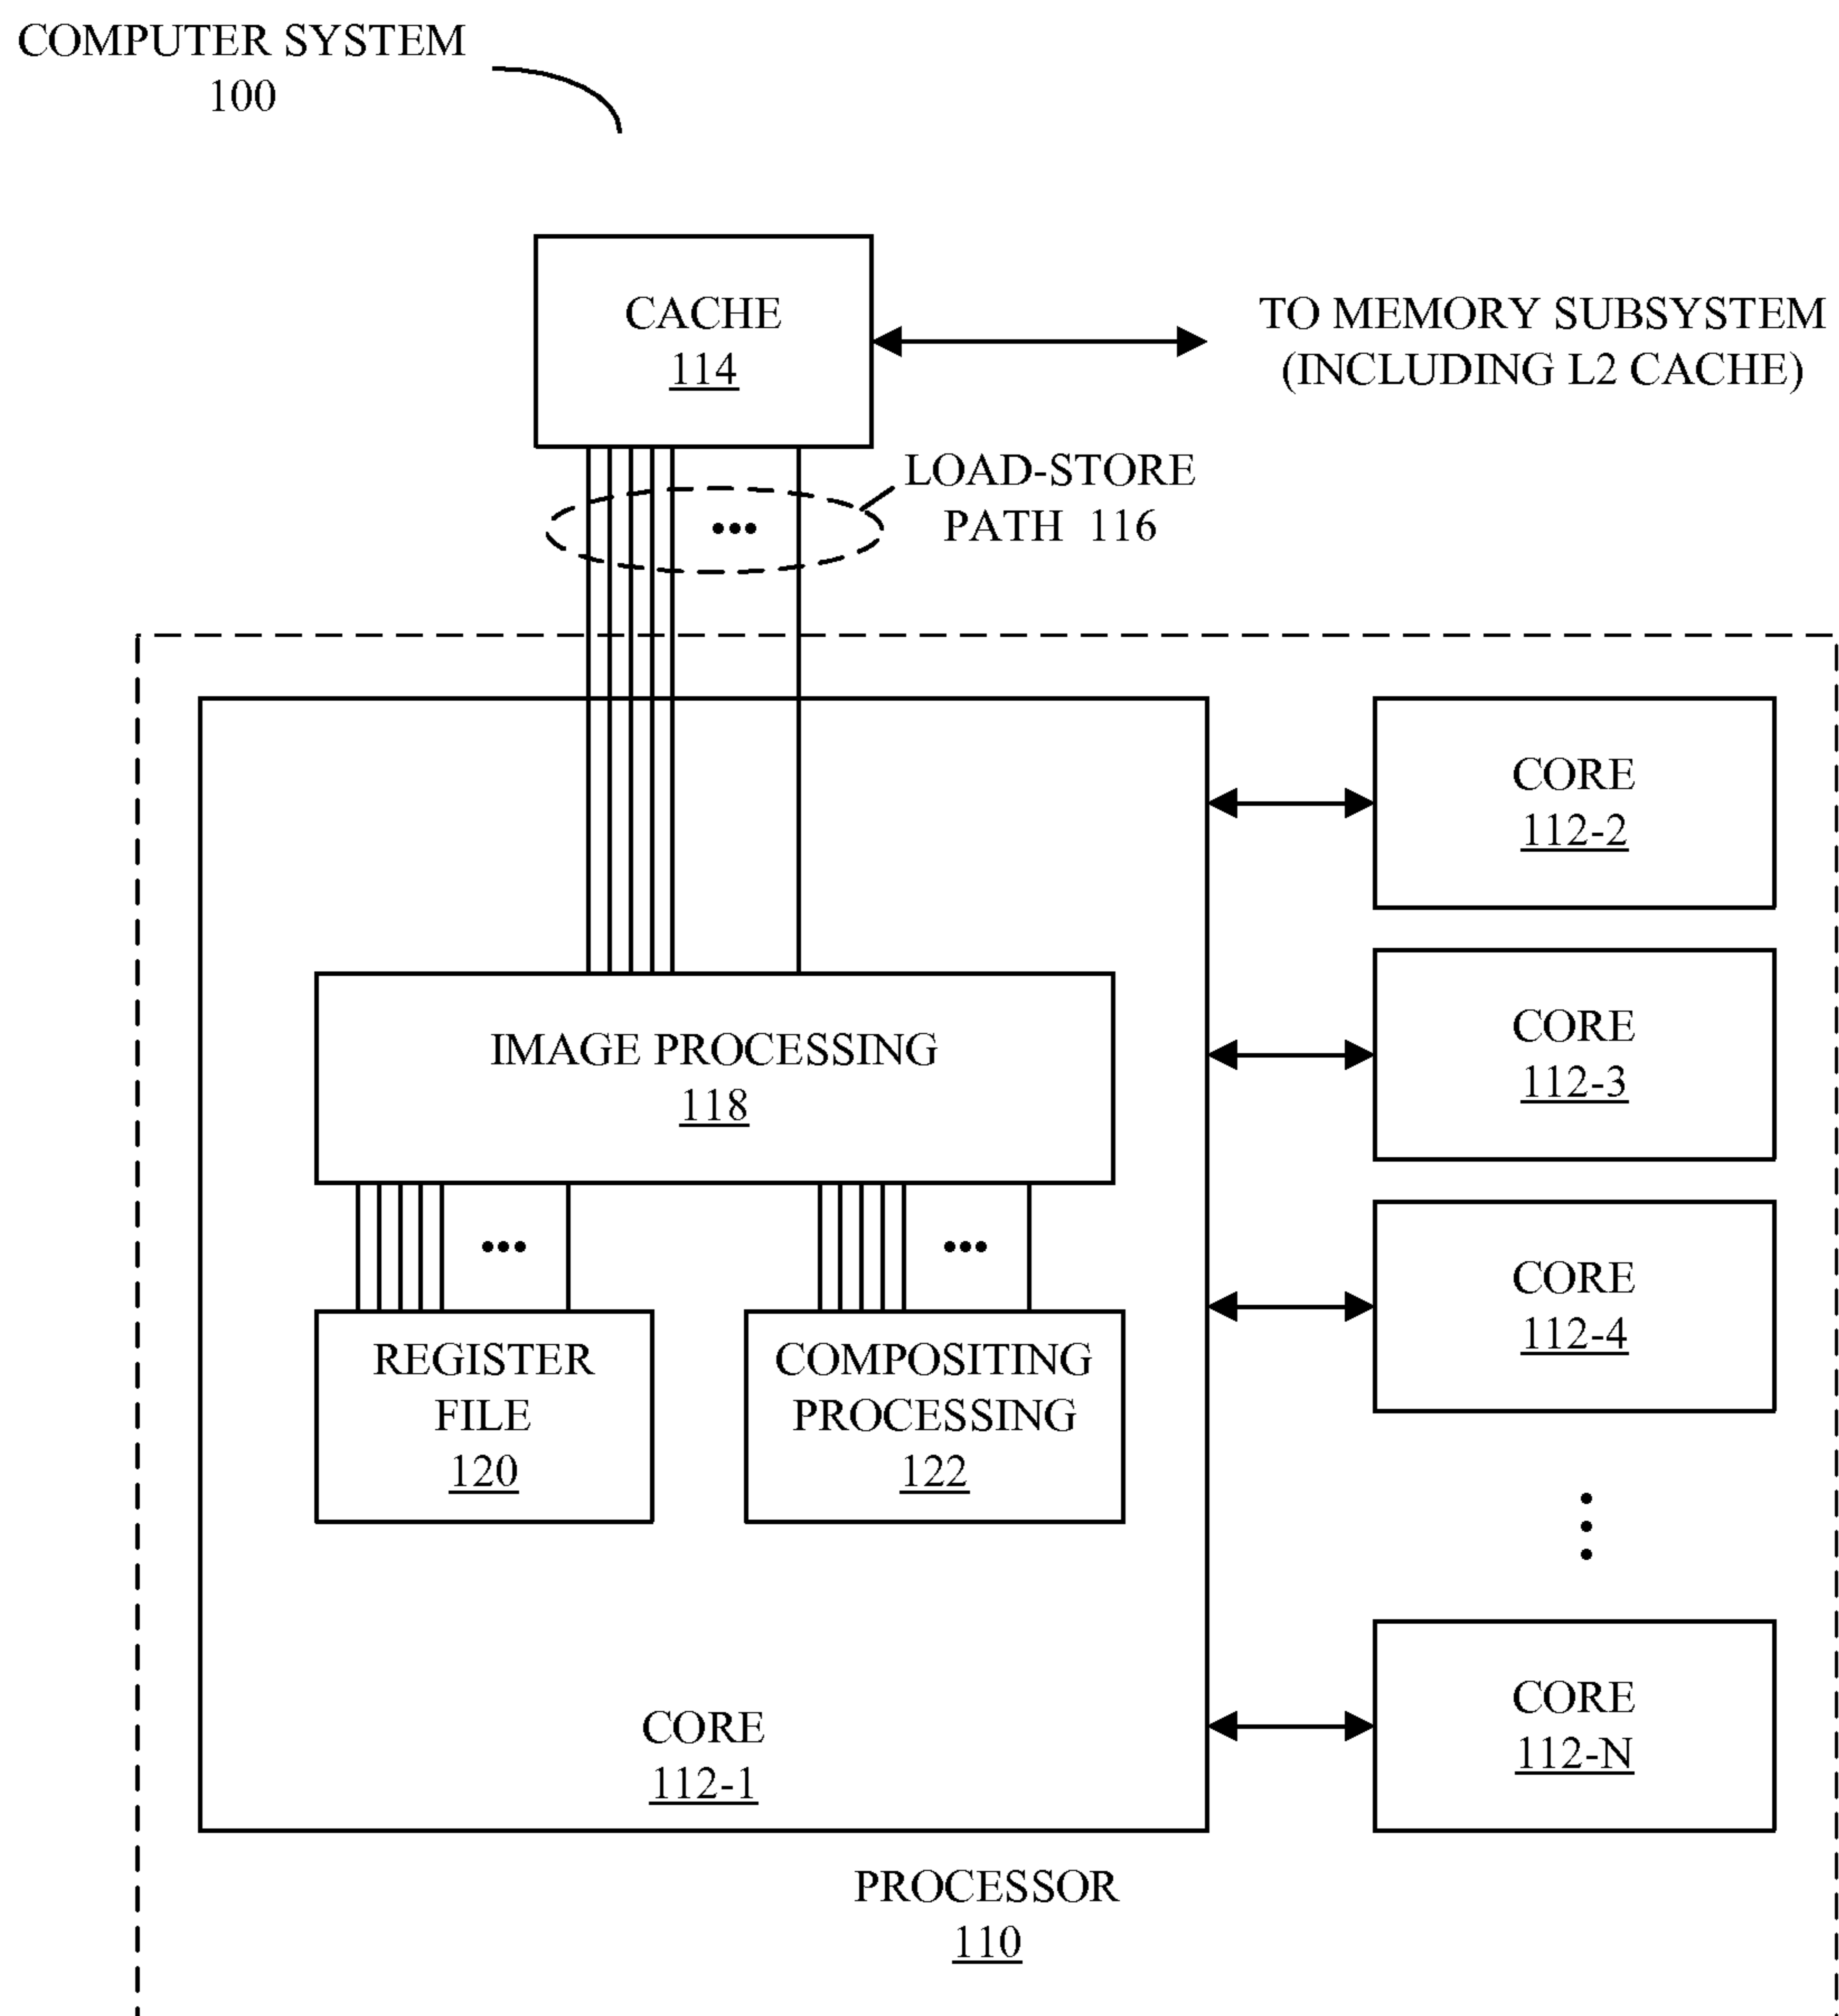 COMPUTER SYSTEM
100
CACHE
114
TO MEMORY SUBSYSTEM
(INCLUDING L2 CACHE)
LOAD-STORE
PATH 116
CORE
112-2
CORE
112-3
IMAGE PROCESSING
118
CORE
112-4
REGISTER
FILE
120
COMPOSITING
PROCESSING
122
CORE
112-N
CORE
112-1
PROCESSOR
110